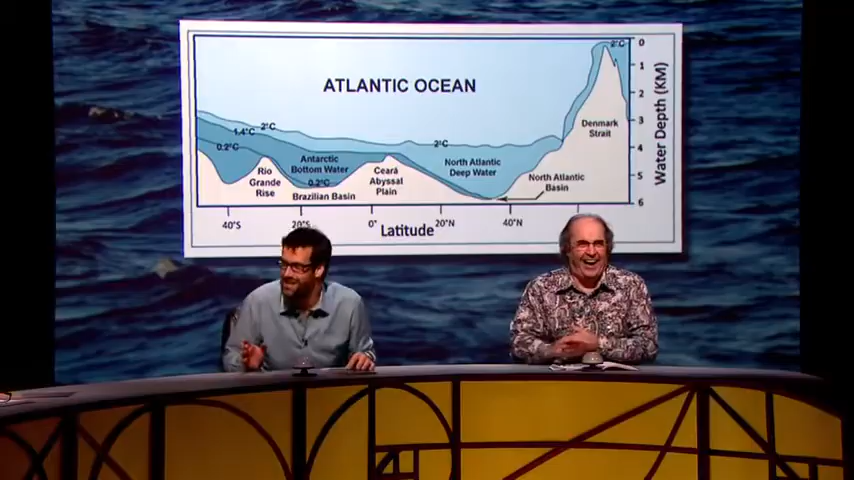 ATLANTIC OCEAN
2°C
0
1
2
3
4
5
6
Water Depth (KM)
Denmark
Strait
2°C
1.4°C
0.2°C
2°C
Antarctic
Bottom Water
0.2°C
Rio
Grande
Rise
Brazilian Basin
Ceará
Abyssal
Plain
North Atlantic
Deep Water
North Atlantic
Basin
40°S
20°S
0°
20°N
40°N
Latitude